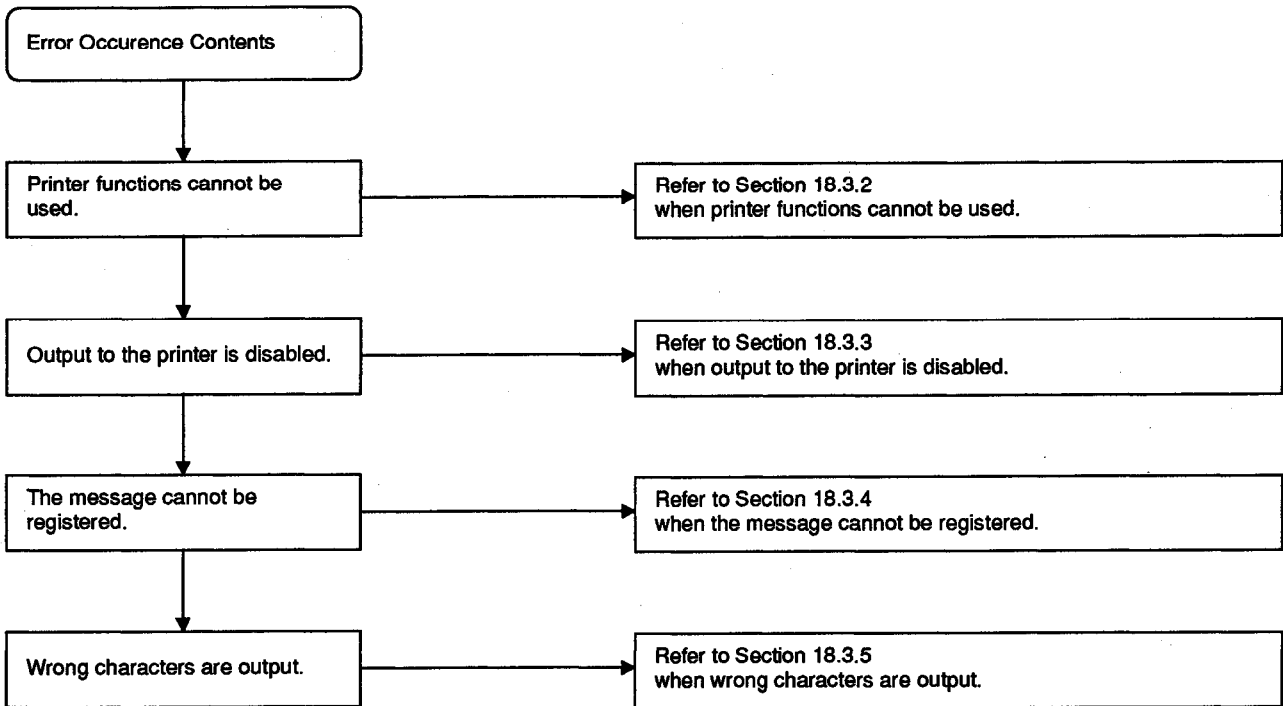 Error Occurence Contents
Printer functions cannot be
used.
Refer to Section 18.3.2
when printer functions cannot be used.
Output to the printer is disabled.
Refer to Section 18.3.3
when output to the printer is disabled.
The message cannot be
registered.
Refer to Section 18.3.4
when the message cannot be registered.
Wrong characters are output.
Refer to Section 18.3.5
when wrong characters are output.